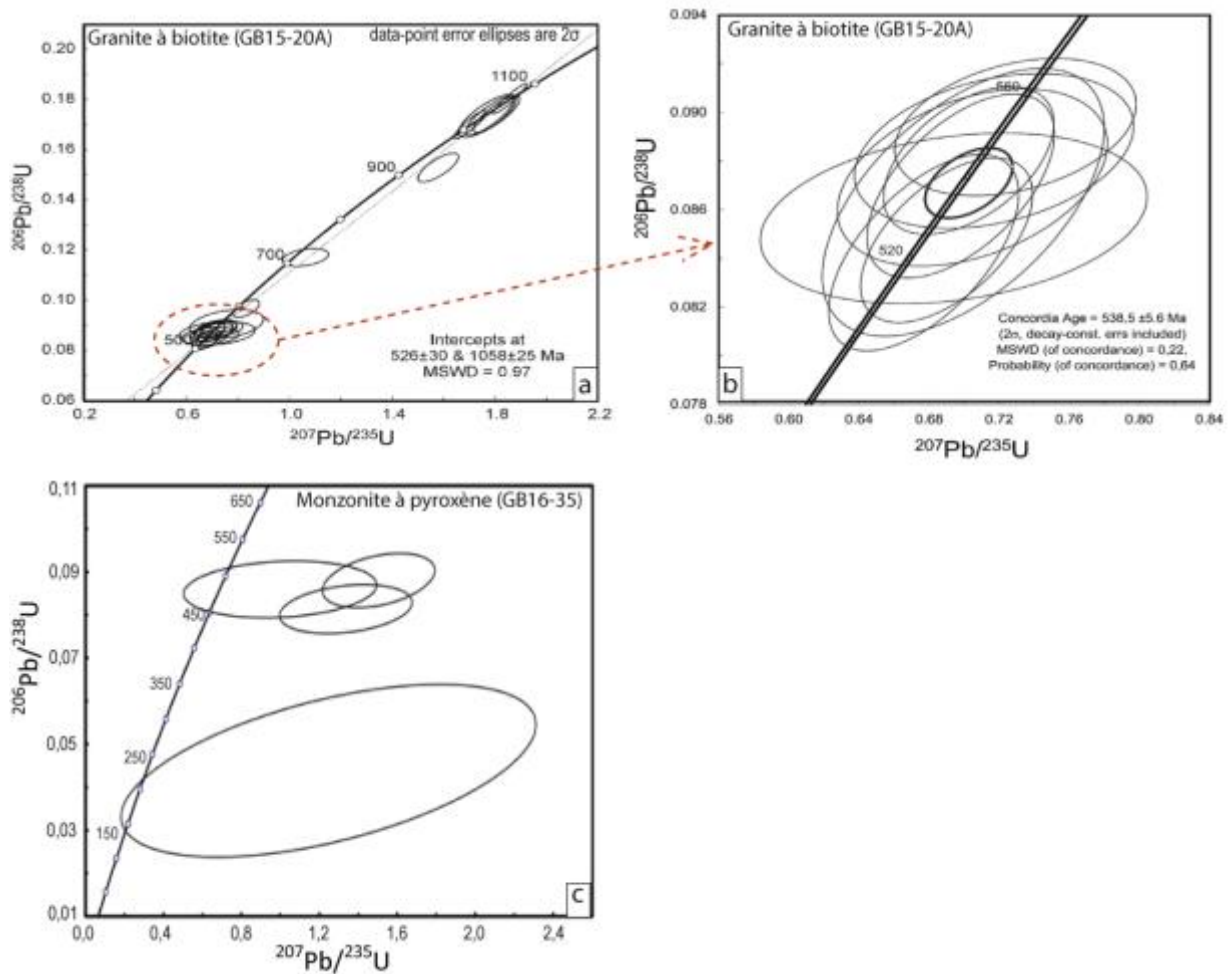 Granite à biotite (GB15-20A)
data-point error ellipses are 2σ
0.20
0.18
0.16
0.14
0.12
0.10
0.08
0.06
²⁰⁶Pb/²³⁸U
1100
900
700
500
Intercepts at
526±30 & 1058±25 Ma
MSWD = 0.97
a
0.2
0.6
1.0
1.4
1.8
2.2
²⁰⁷Pb/²³⁵U
Granite à biotite (GB15-20A)
0.094
0.090
0.086
0.082
0.078
²⁰⁶Pb/²³⁸U
560
520
Concordia Age = 538,5 ±5.6 Ma
(2σ, decay-const. errs included)
MSWD (of concordance) = 0,22,
Probability (of concordance) = 0,64
b
0.56
0.60
0.64
0.68
0.72
0.76
0.80
0.84
²⁰⁷Pb/²³⁵U
Monzonite à pyroxène (GB16-35)
0,11
0,09
0,07
0,05
0,03
0,01
²⁰⁶Pb/²³⁸U
650
550
450
350
250
150
c
0,0
0,4
0,8
1,2
1,6
2,0
2,4
²⁰⁷Pb/²³⁵U